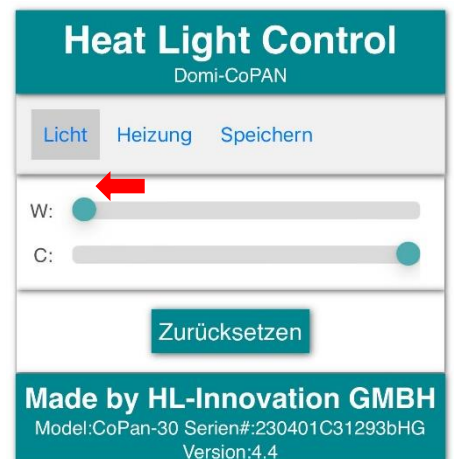 Heat Light Control
Domi-CoPAN
Licht Heizung Speichern
W:
C:
Zurücksetzen
Made by HL-Innovation GMBH
Model:CoPan-30 Serien#:230401C31293bHG
Version:4.4